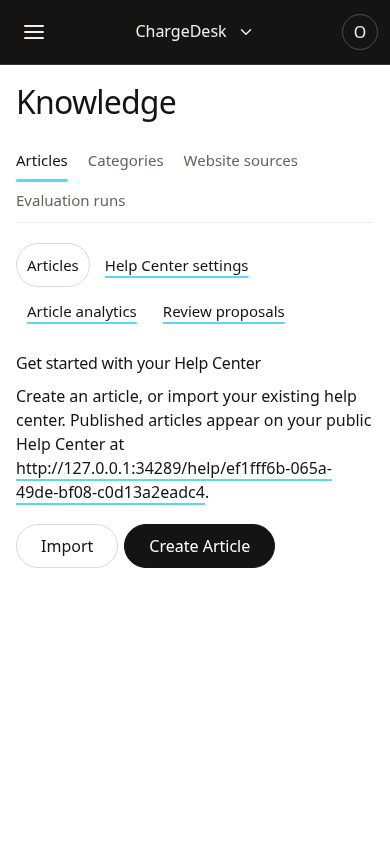 ChargeDesk
O
Knowledge
Articles
Categories
Website sources
Evaluation runs
Articles
Help Center settings
Article analytics
Review proposals
Get started with your Help Center
Create an article, or import your existing help
center. Published articles appear on your public
Help Center at
http://127.0.0.1:34289/help/ef1fff6b-065a-
49de-bf08-c0d13a2eadc4.
Import
Create Article